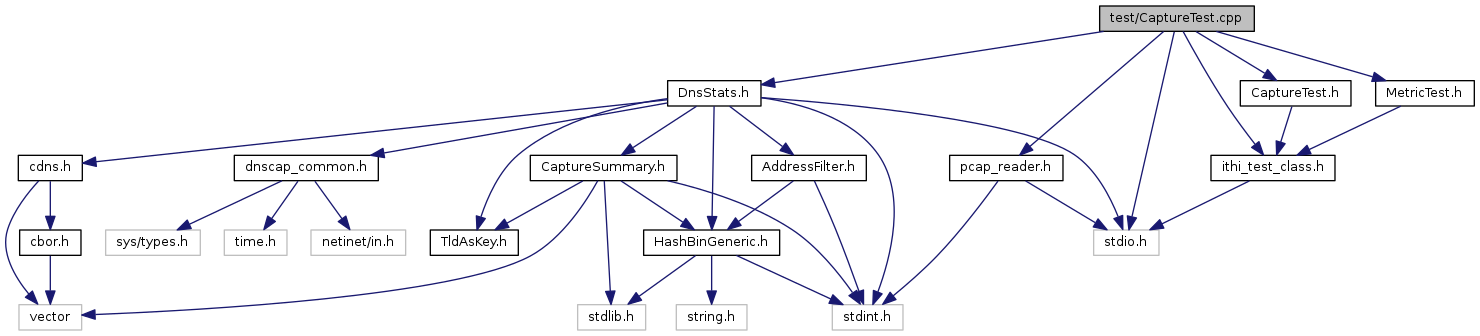 test/CaptureTest.cpp
DnsStats.h
CaptureTest.h
MetricTest.h
cdns.h
dnscap_common.h
CaptureSummary.h
AddressFilter.h
pcap_reader.h
ithi_test_class.h
cbor.h
sys/types.h
time.h
netinet/in.h
TldAsKey.h
HashBinGeneric.h
stdio.h
vector
stdlib.h
string.h
stdint.h